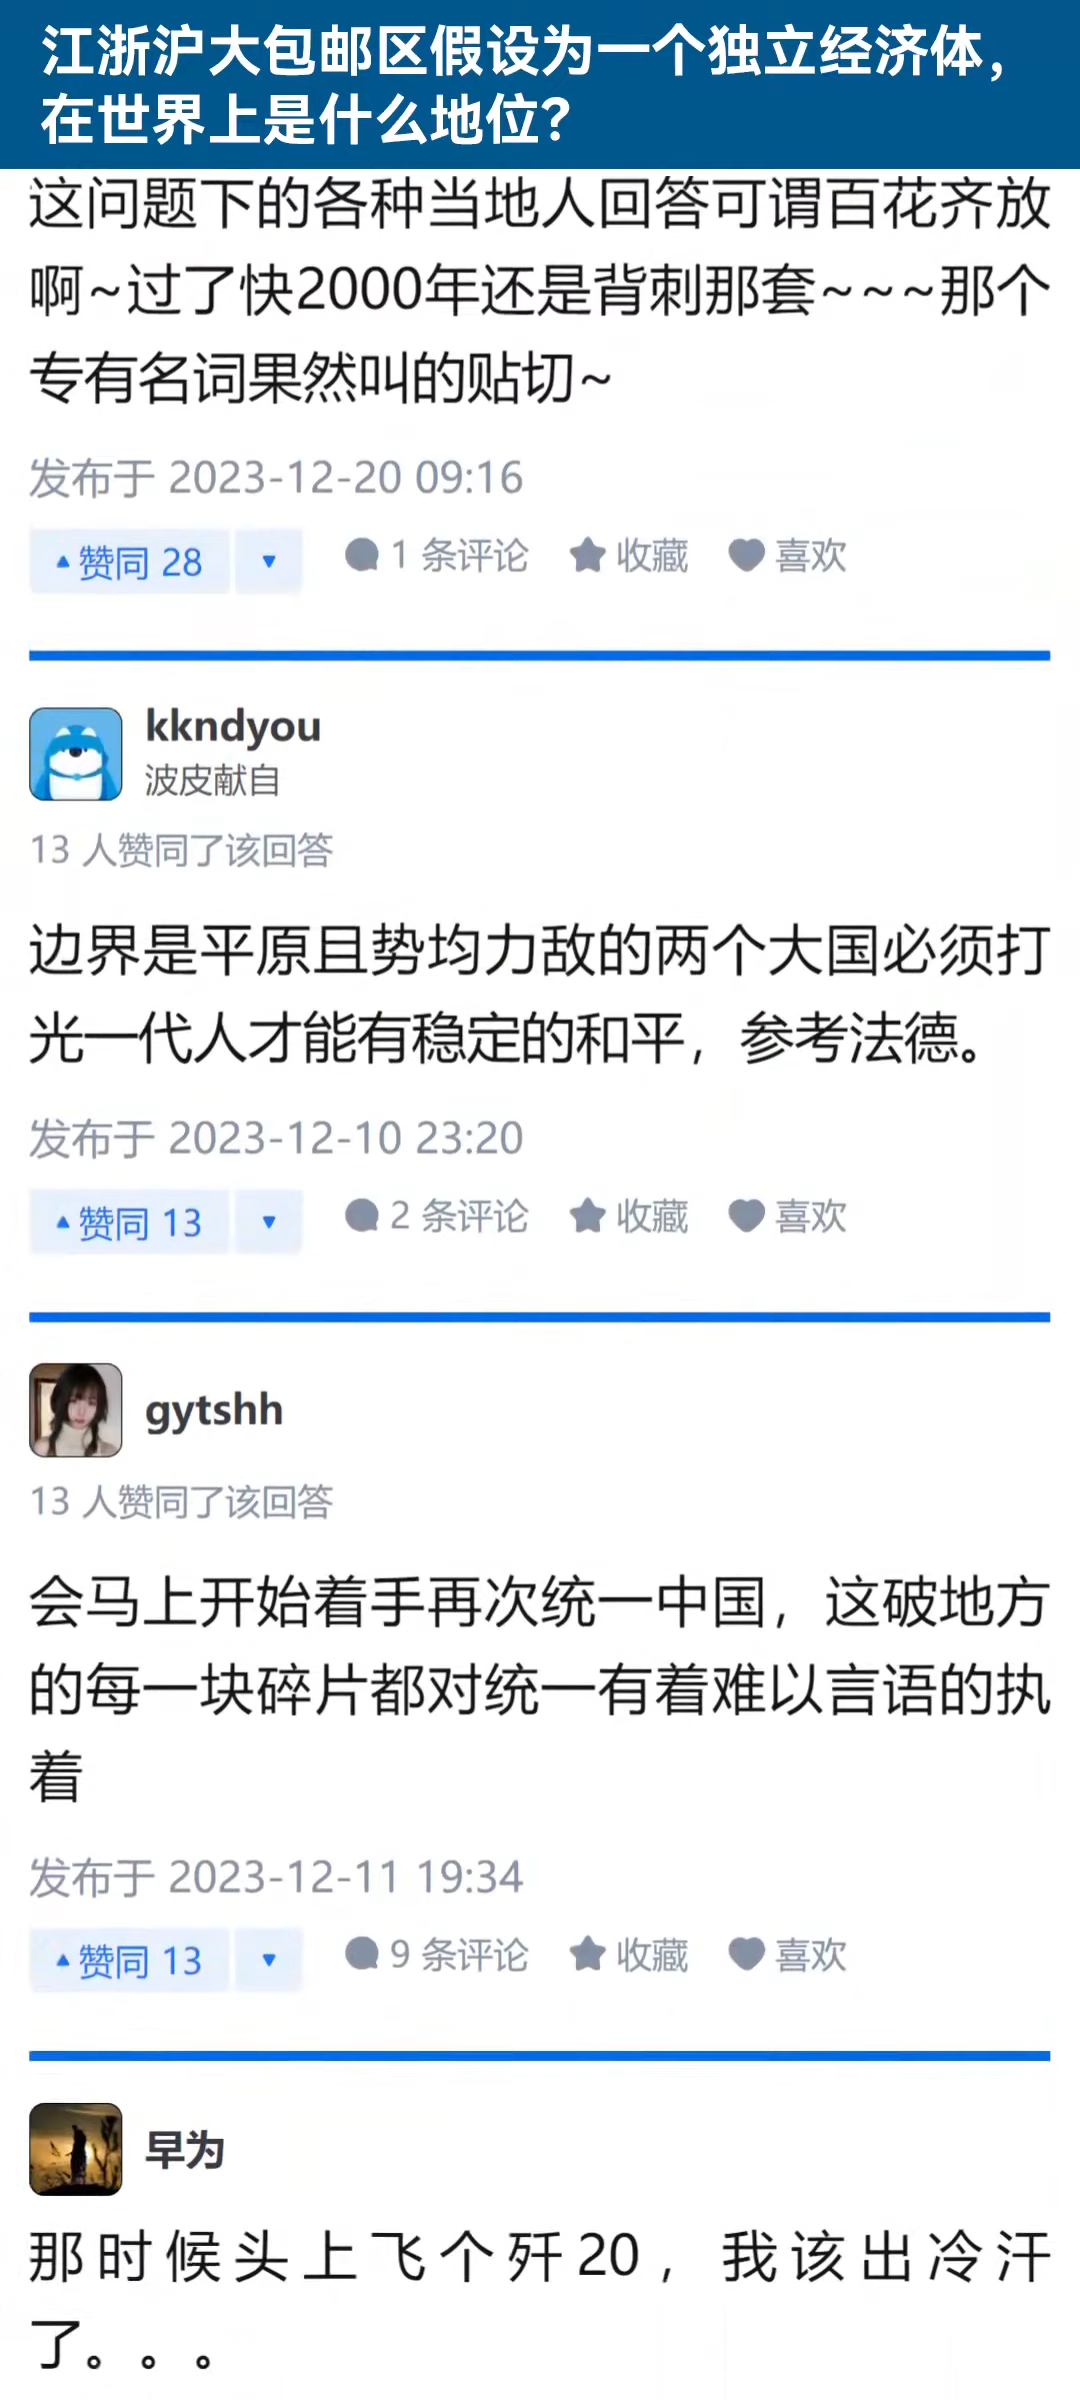 江浙沪大包邮区假设为一个独立经济体，
在世界上是什么地位？
这问题下的各种当地人回答可谓百花齐放
啊~过了快2000年还是背刺那套~~~那个
专有名词果然叫的贴切~
发布于 2023-12-20 09:16
赞同 28 1 条评论 收藏 喜欢
kkndyou
波皮献自
13 人赞同了该回答
边界是平原且势均力敌的两个大国必须打
光一代人才能有稳定的和平，参考法德。
发布于 2023-12-10 23:20
赞同 13 2 条评论 收藏 喜欢
gytshh
13 人赞同了该回答
会马上开始着手再次统一中国，这破地方
的每一块碎片都对统一有着难以言语的执
着
发布于 2023-12-11 19:34
赞同 13 9 条评论 收藏 喜欢
早为
那时候头上飞个歼20，我该出冷汗
了。。。